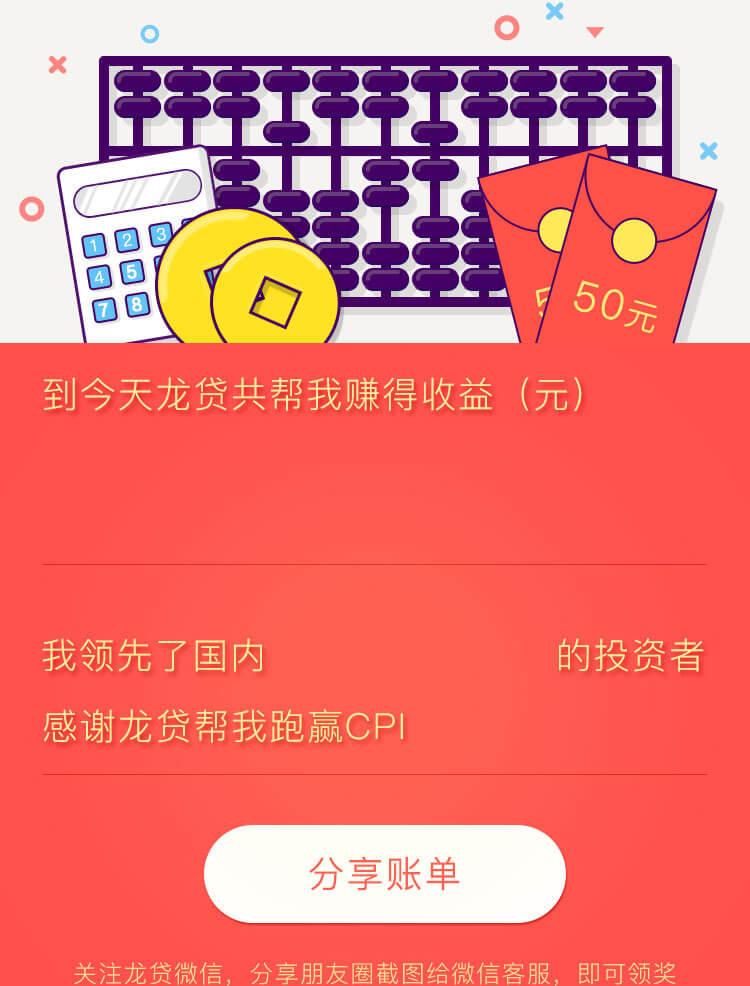 1 2 3
4 5
7 8
50元
到今天龙贷共帮我赚得收益（元）
我领先了国内 的投资者
感谢龙贷帮我跑赢CPI
分享账单
关注龙贷微信，分享朋友圈截图给微信客服，即可领奖